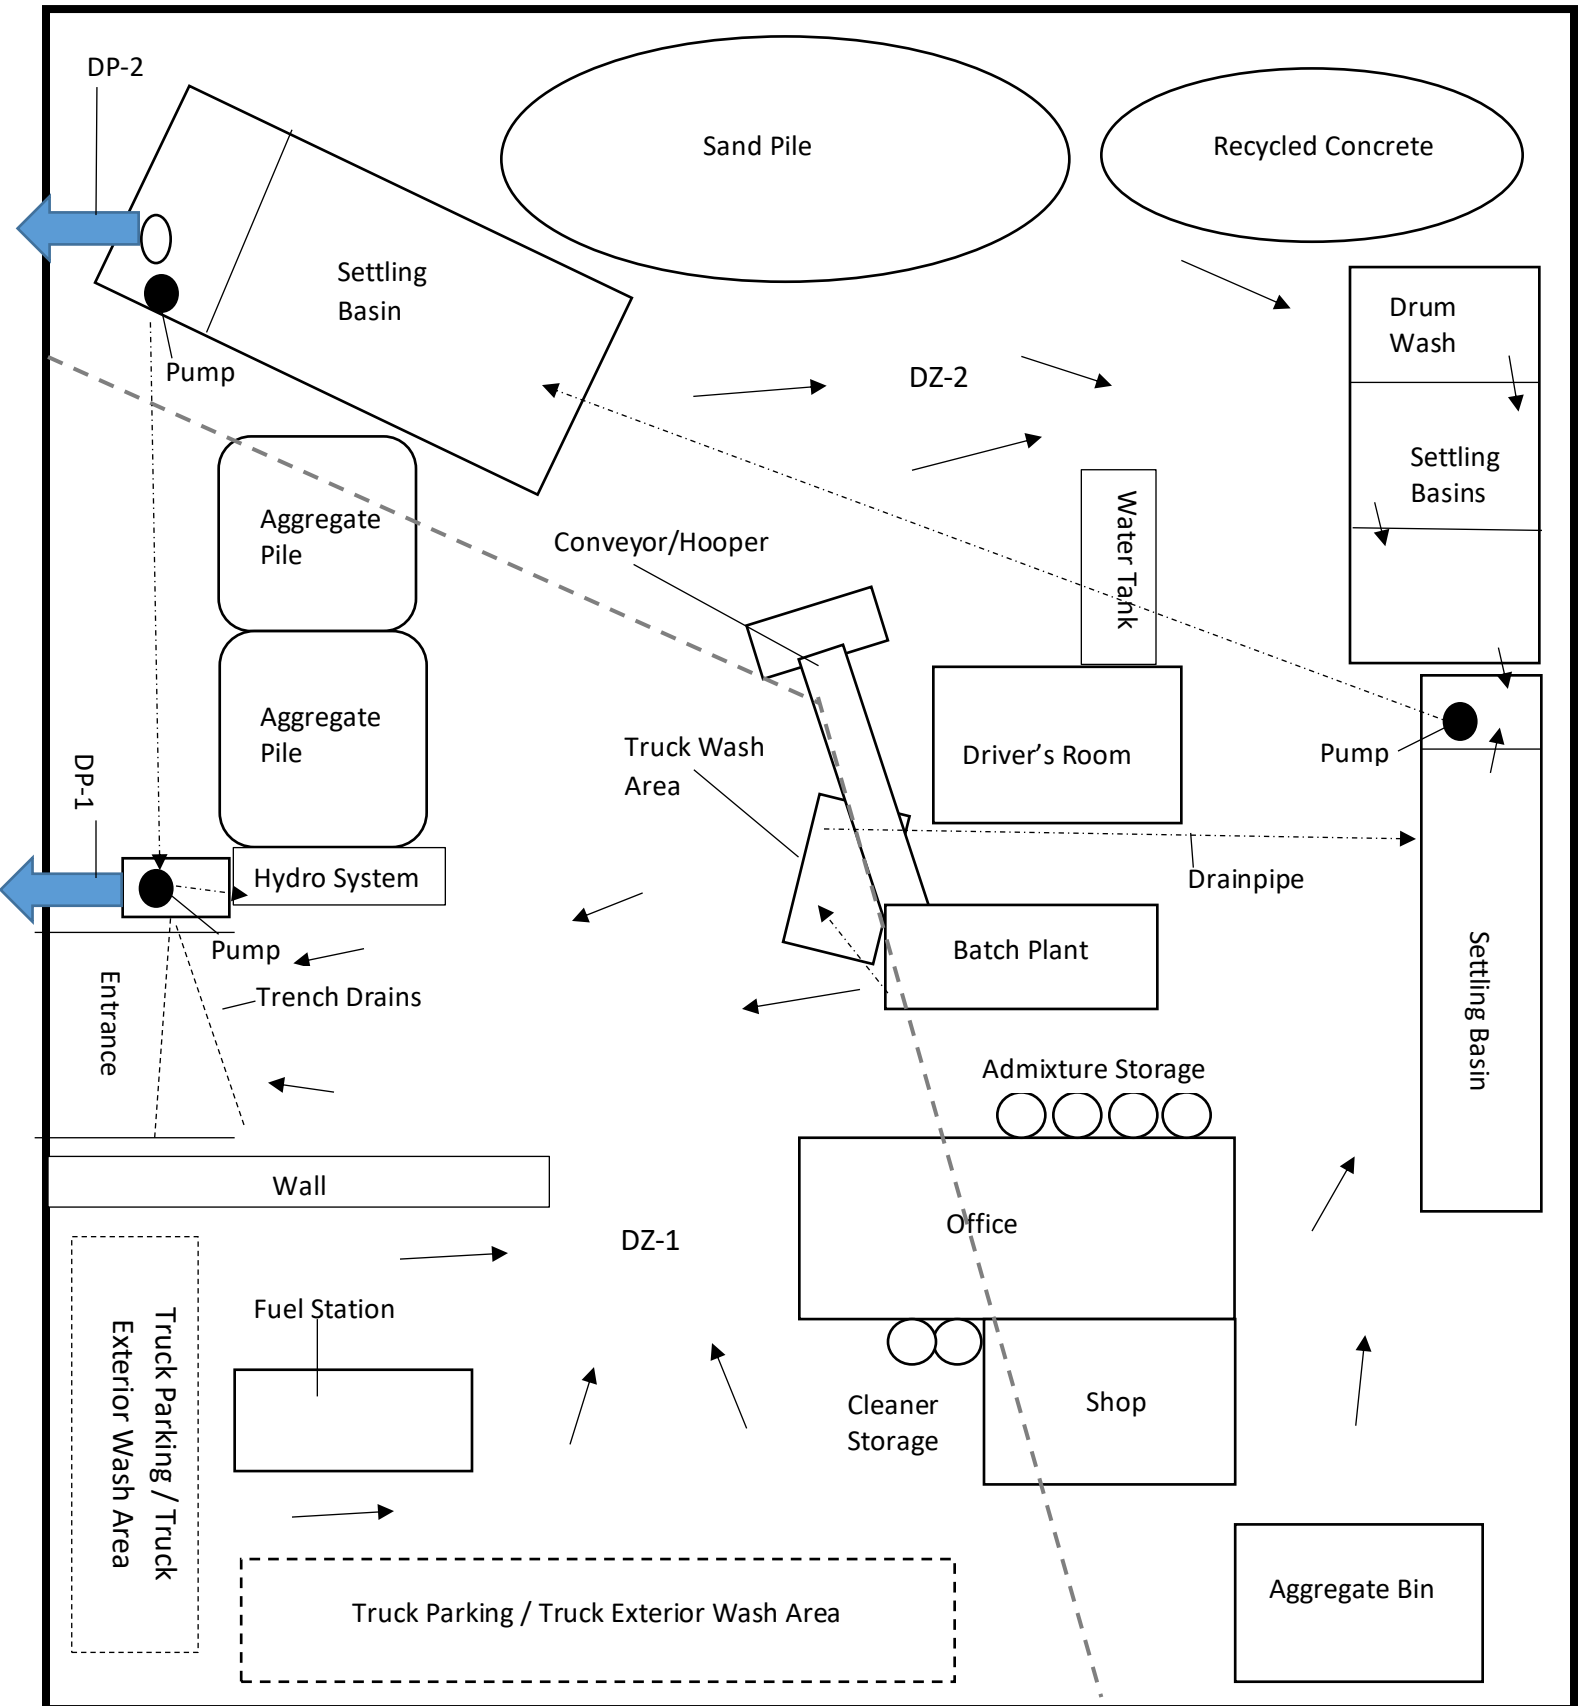 DP-2
Sand Pile
Recycled Concrete
Settling
Basin
Drum
Wash
Pump
DZ-2
Settling
Basins
Aggregate
Pile
Conveyor/Hooper
Water Tank
Aggregate
Pile
Truck Wash
Area
Driver's Room
Pump
DP-1
Hydro System
Drainpipe
Pump
Batch Plant
Trench Drains
Entrance
Settling Basin
Admixture Storage
Wall
Office
DZ-1
Fuel Station
Truck Parking / Truck
Exterior Wash Area
Cleaner
Storage
Shop
Truck Parking / Truck Exterior Wash Area
Aggregate Bin